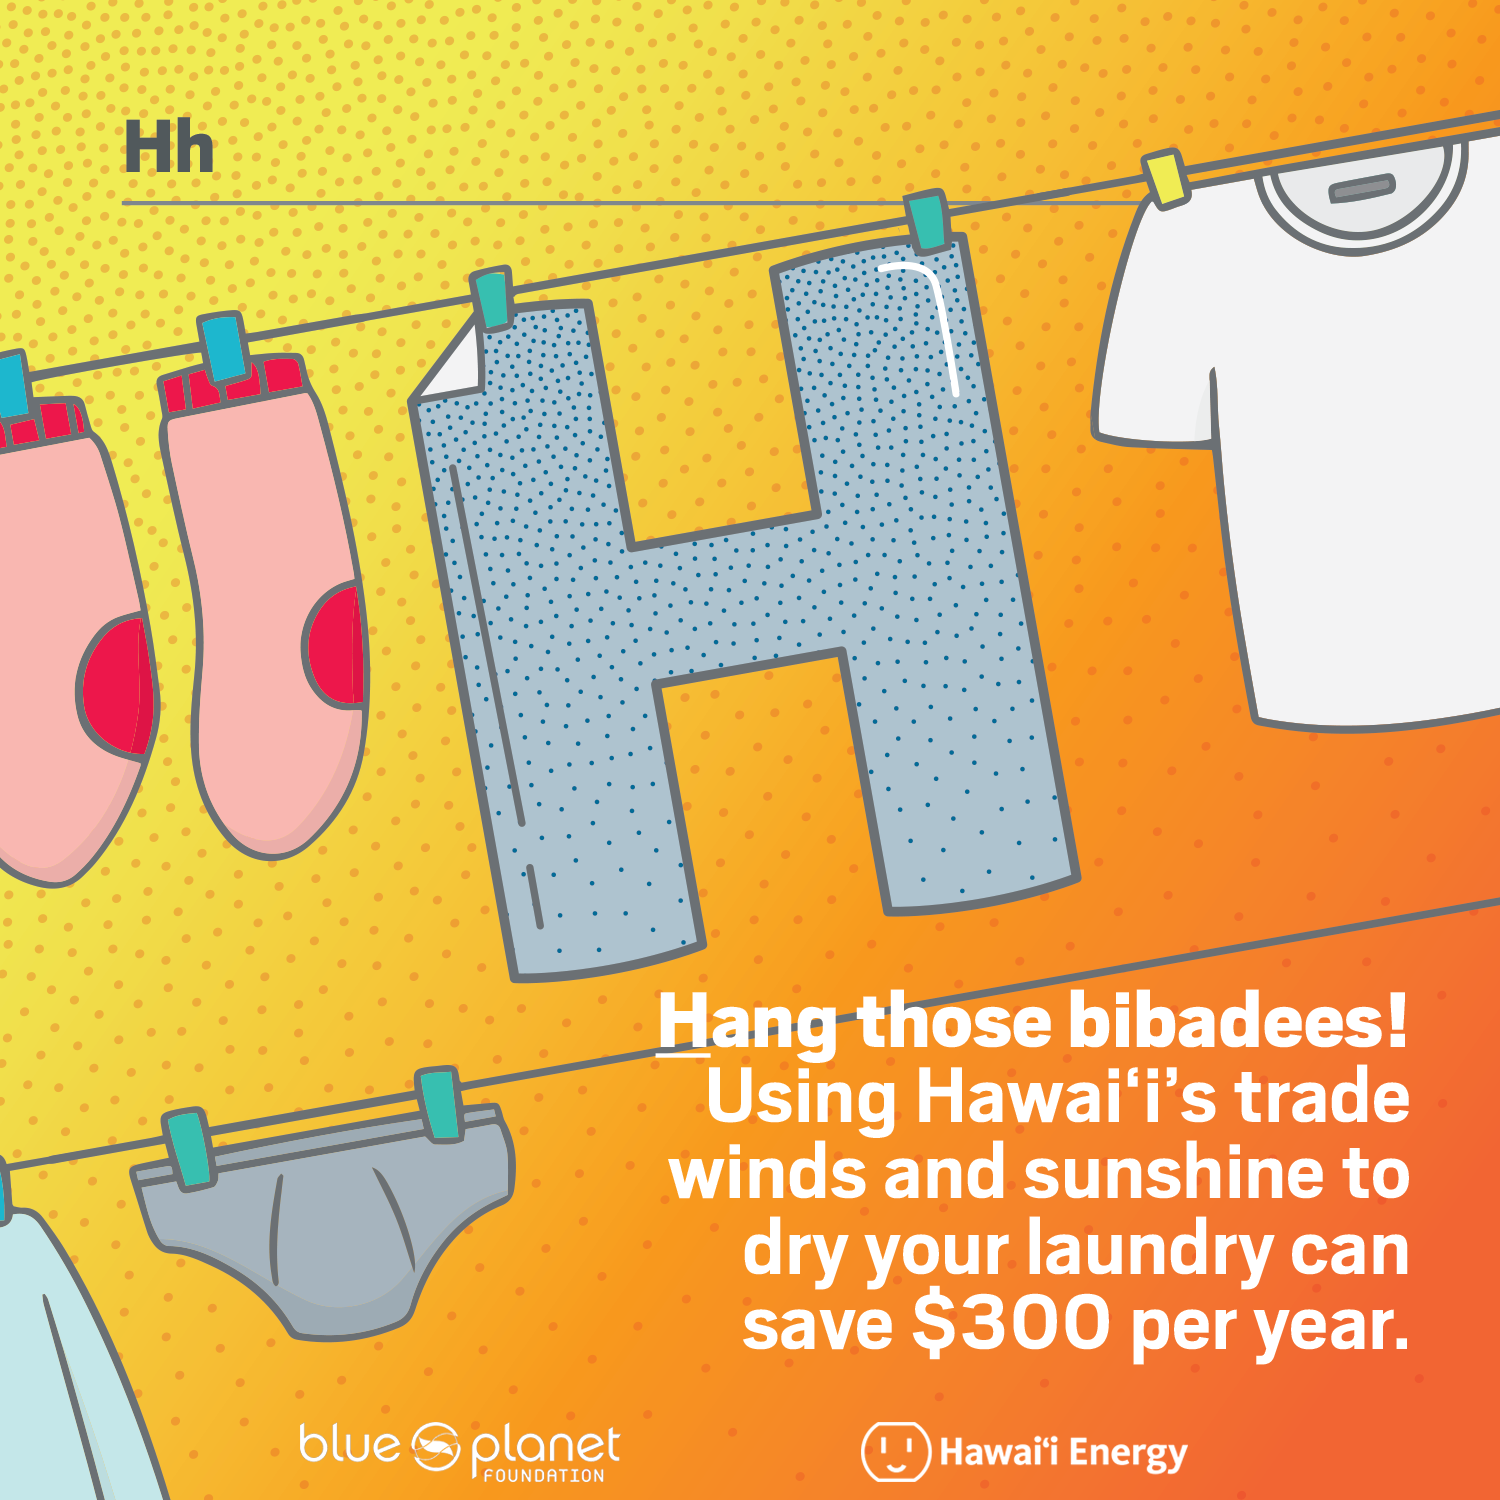 Hh
H
Hang those bibadees!
Using Hawaiʻi’s trade
winds and sunshine to
dry your laundry can
save $300 per year.
blue planet
FOUNDATION
Hawaiʻi Energy